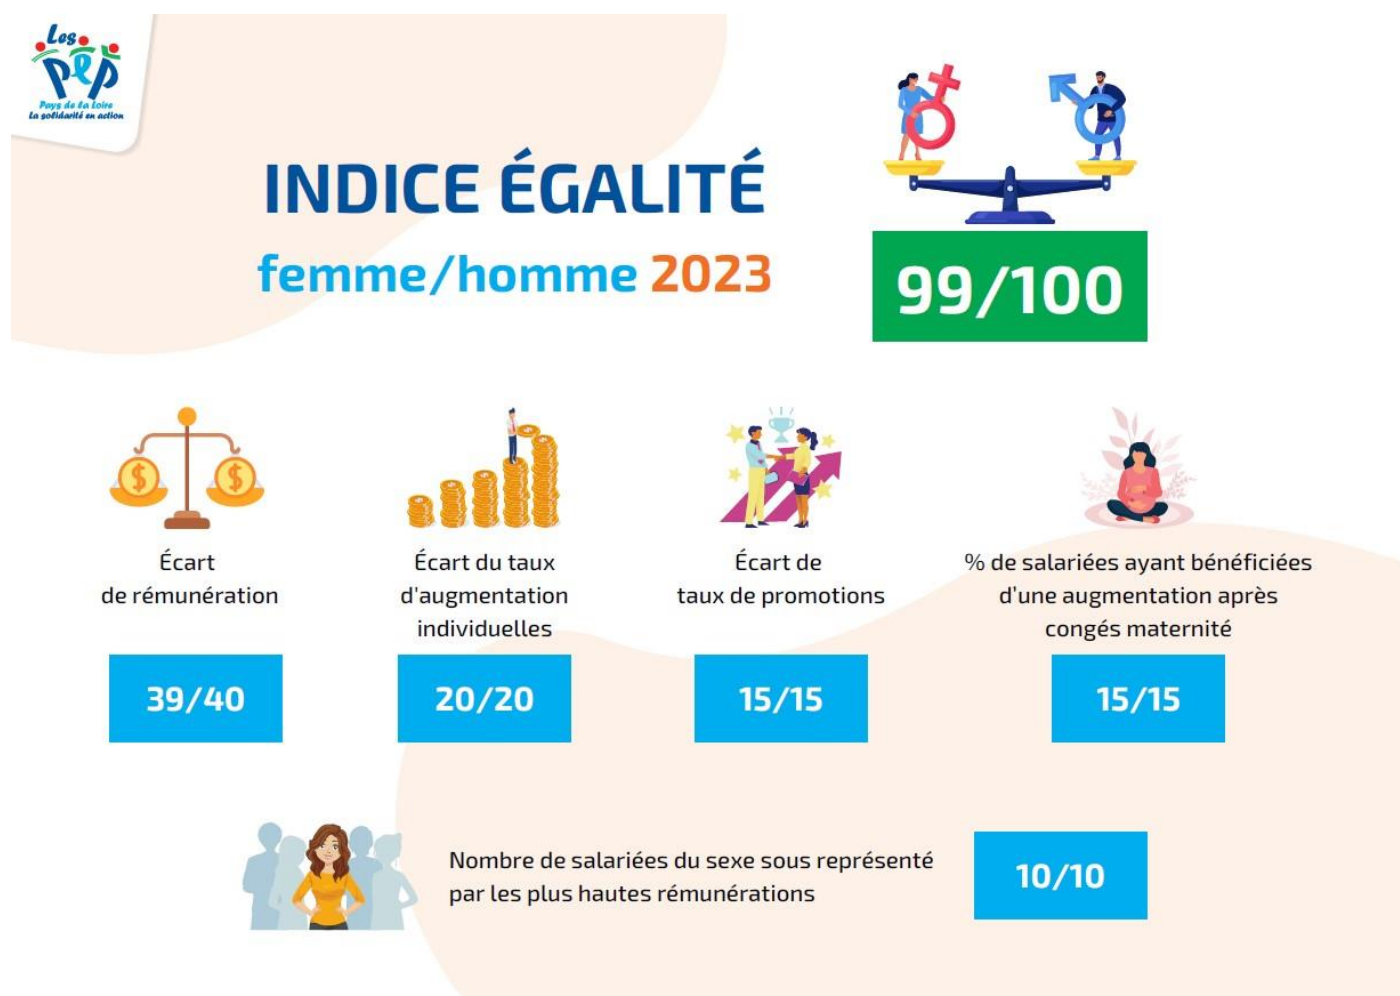 Les
PEP
Pays de la Loire
La solidarité en action
INDICE ÉGALITÉ
femme/homme 2023
99/100
Écart
de rémunération
39/40
Écart du taux
d'augmentation
individuelles
20/20
Écart de
taux de promotions
15/15
% de salariées ayant bénéficiées
d'une augmentation après
congés maternité
15/15
Nombre de salariées du sexe sous représenté
par les plus hautes rémunérations
10/10